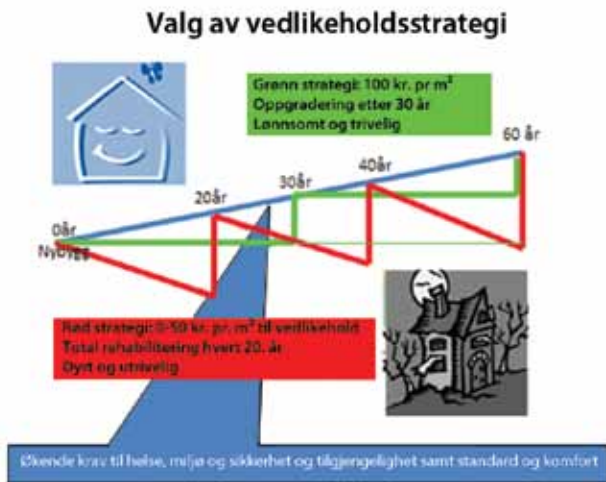 Valg av vedlikeholdsstrategi
Grønn strategi: 100 kr. pr m²
Oppgradering etter 30 år
Lønnsomt og trivelig
60 år
40år
30år
20år
0år
Nybygg
Rød strategi: 0-50 kr. pr. m² til vedlikehold
Total rehabilitering hvert 20. år
Dyrt og utrivelig
Økende krav til helse, miljø og sikkerhet og tilgjengelighet samt standard og komfort